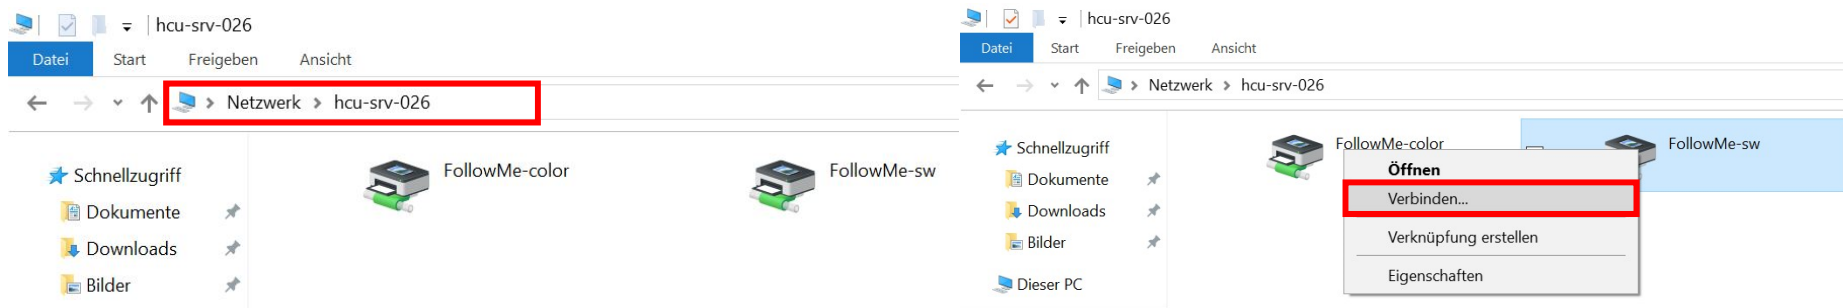 hcu-srv-026
Datei Start Freigeben Ansicht
Netzwerk > hcu-srv-026
Schnellzugriff
Dokumente
Downloads
Bilder
FollowMe-color
FollowMe-sw
hcu-srv-026
Datei Start Freigeben Ansicht
Netzwerk > hcu-srv-026
Schnellzugriff
Dokumente
Downloads
Bilder
Dieser PC
FollowMe-color
FollowMe-sw
Öffnen
Verbinden...
Verknüpfung erstellen
Eigenschaften